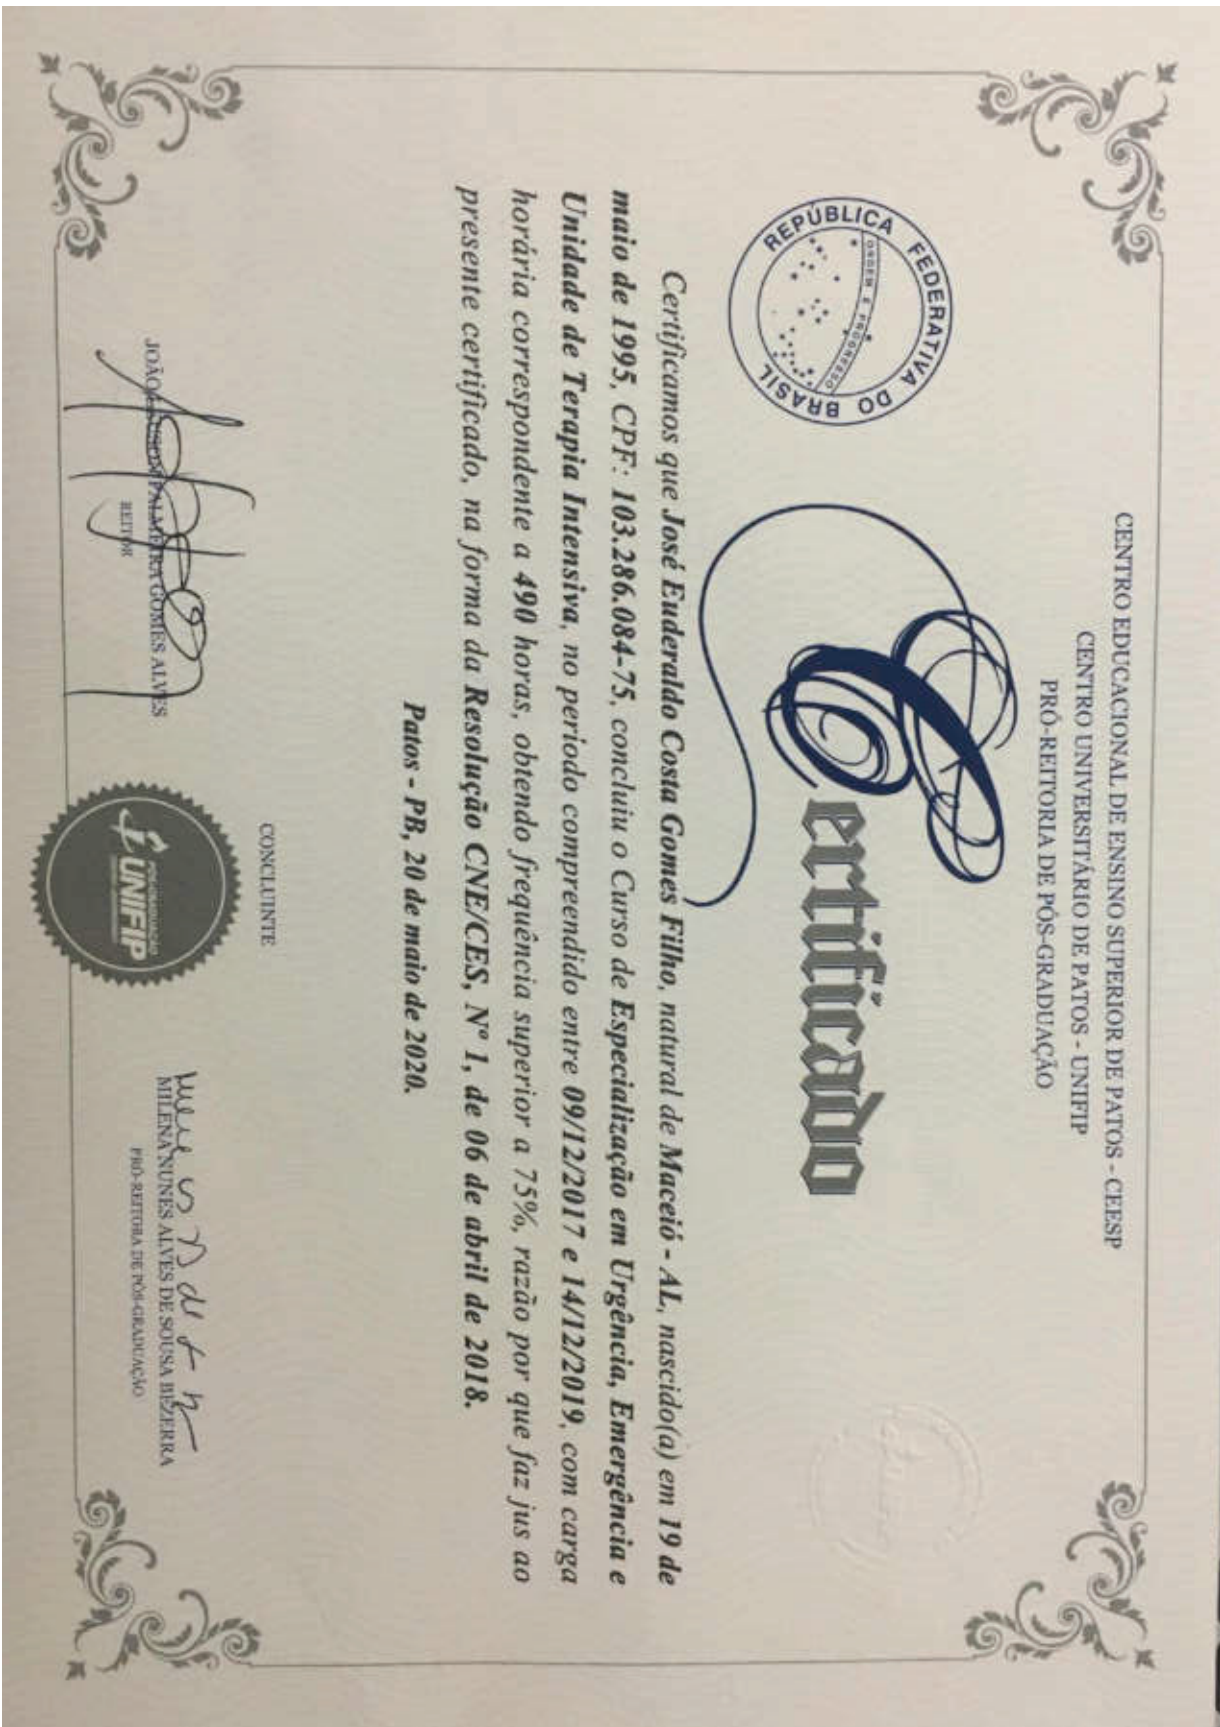 CENTRO EDUCACIONAL DE ENSINO SUPERIOR DE PATOS - CEESP
CENTRO UNIVERSITÁRIO DE PATOS - UNIFIP
PRÓ-REITORIA DE PÓS-GRADUAÇÃO
REPÚBLICA FEDERATIVA DO BRASIL
ORDEM E PROGRESSO
Certificado
Certificamos que José Euderaldo Costa Gomes Filho, natural de Maceió - AL, nascido(a) em 19 de
maio de 1995, CPF: 103.286.084-75, concluiu o Curso de Especialização em Urgência, Emergência e
Unidade de Terapia Intensiva, no período compreendido entre 09/12/2017 e 14/12/2019, com carga
horária correspondente a 490 horas, obtendo frequência superior a 75%, razão por que faz jus ao
presente certificado, na forma da Resolução CNE/CES, Nº 1, de 06 de abril de 2018.
Patos - PB, 20 de maio de 2020.
CONCLUINTE
JOÃO PALMEIRA GOMES ALVES
REITOR
UNIFIP
MILENA NUNES ALVES DE SOUSA BEZERRA
PRÓ-REITORA DE PÓS-GRADUAÇÃO